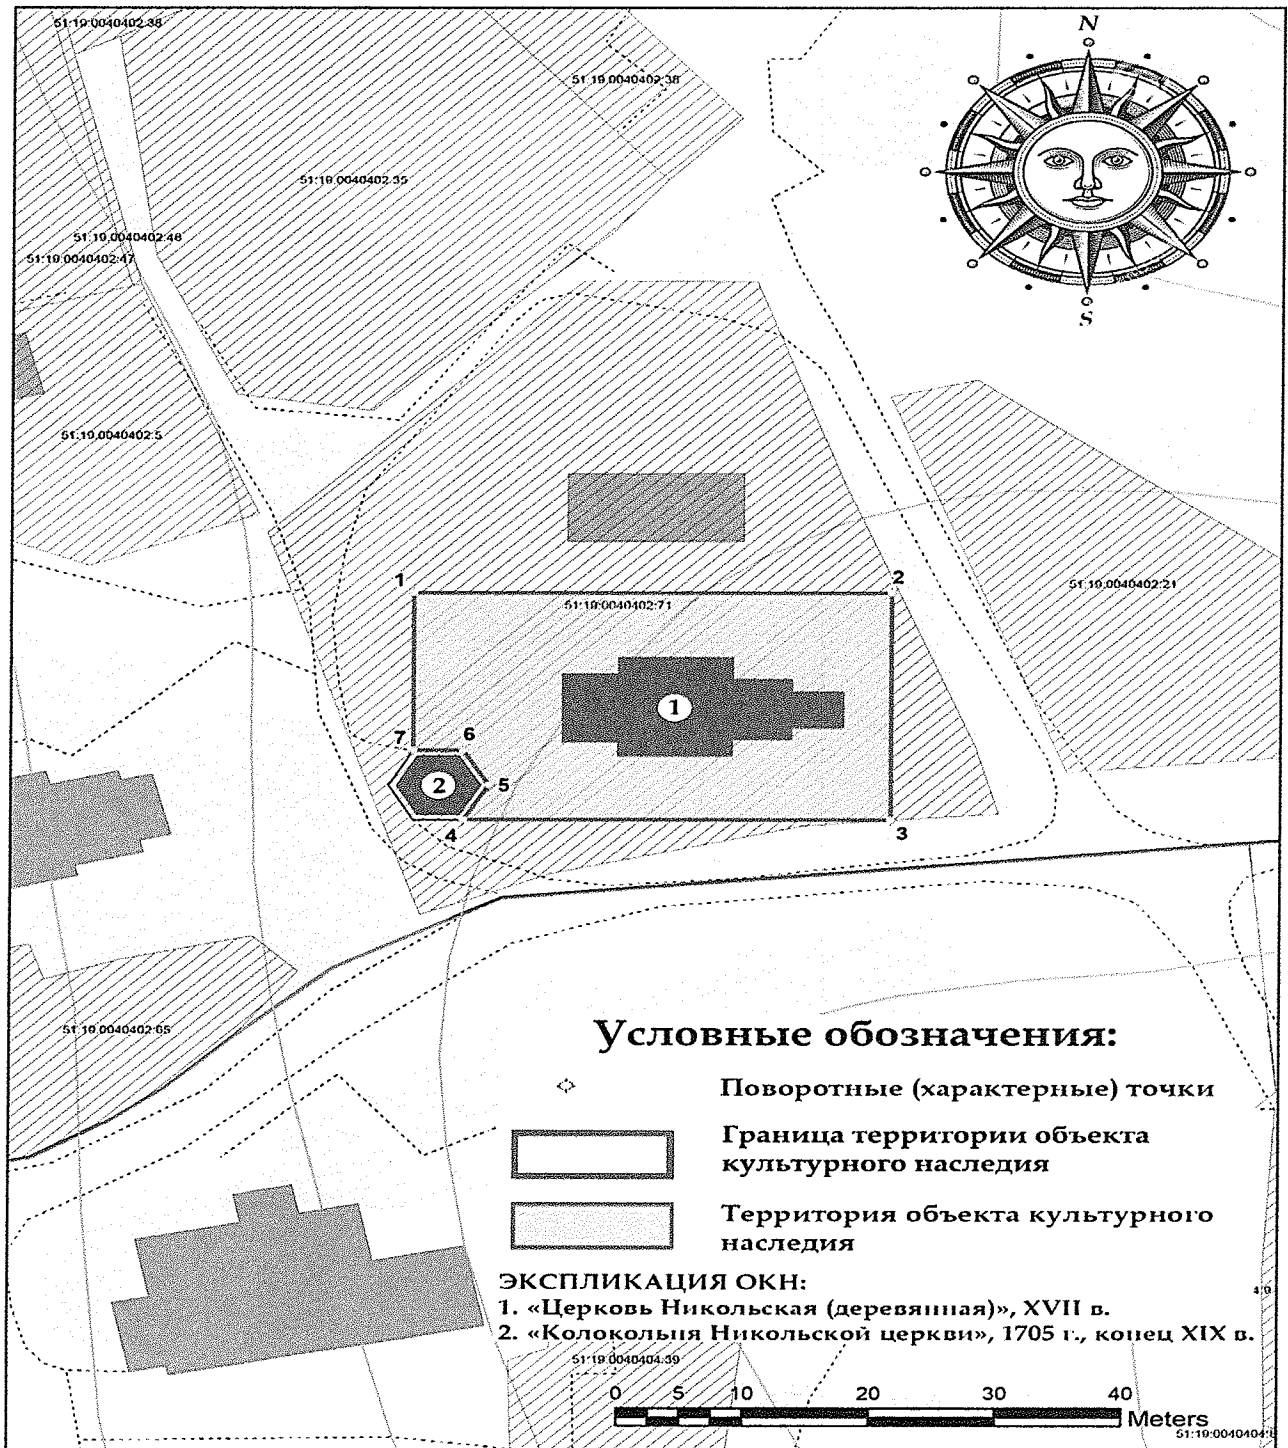 51:19:0040402:38
N
51:19:0040402:38
51:19:0040402:35
51:19:0040402:46
51:19:0040402:47
S
51:19:0040402:5
1
2
51:19:0040402:21
51:19:0040402:71
1
7
6
2
5
4
3
51:19:0040402:65
Условные обозначения:
Поворотные (характерные) точки
Граница территории объекта
культурного наследия
Территория объекта культурного
наследия
ЭКСПЛИКАЦИЯ ОКН:
1. «Церковь Никольская (деревянная)», XVII в.
2. «Колокольня Никольской церкви», 1705 г., конец XIX в.
51:19:0040404:39
0 5 10 20 30 40
Meters